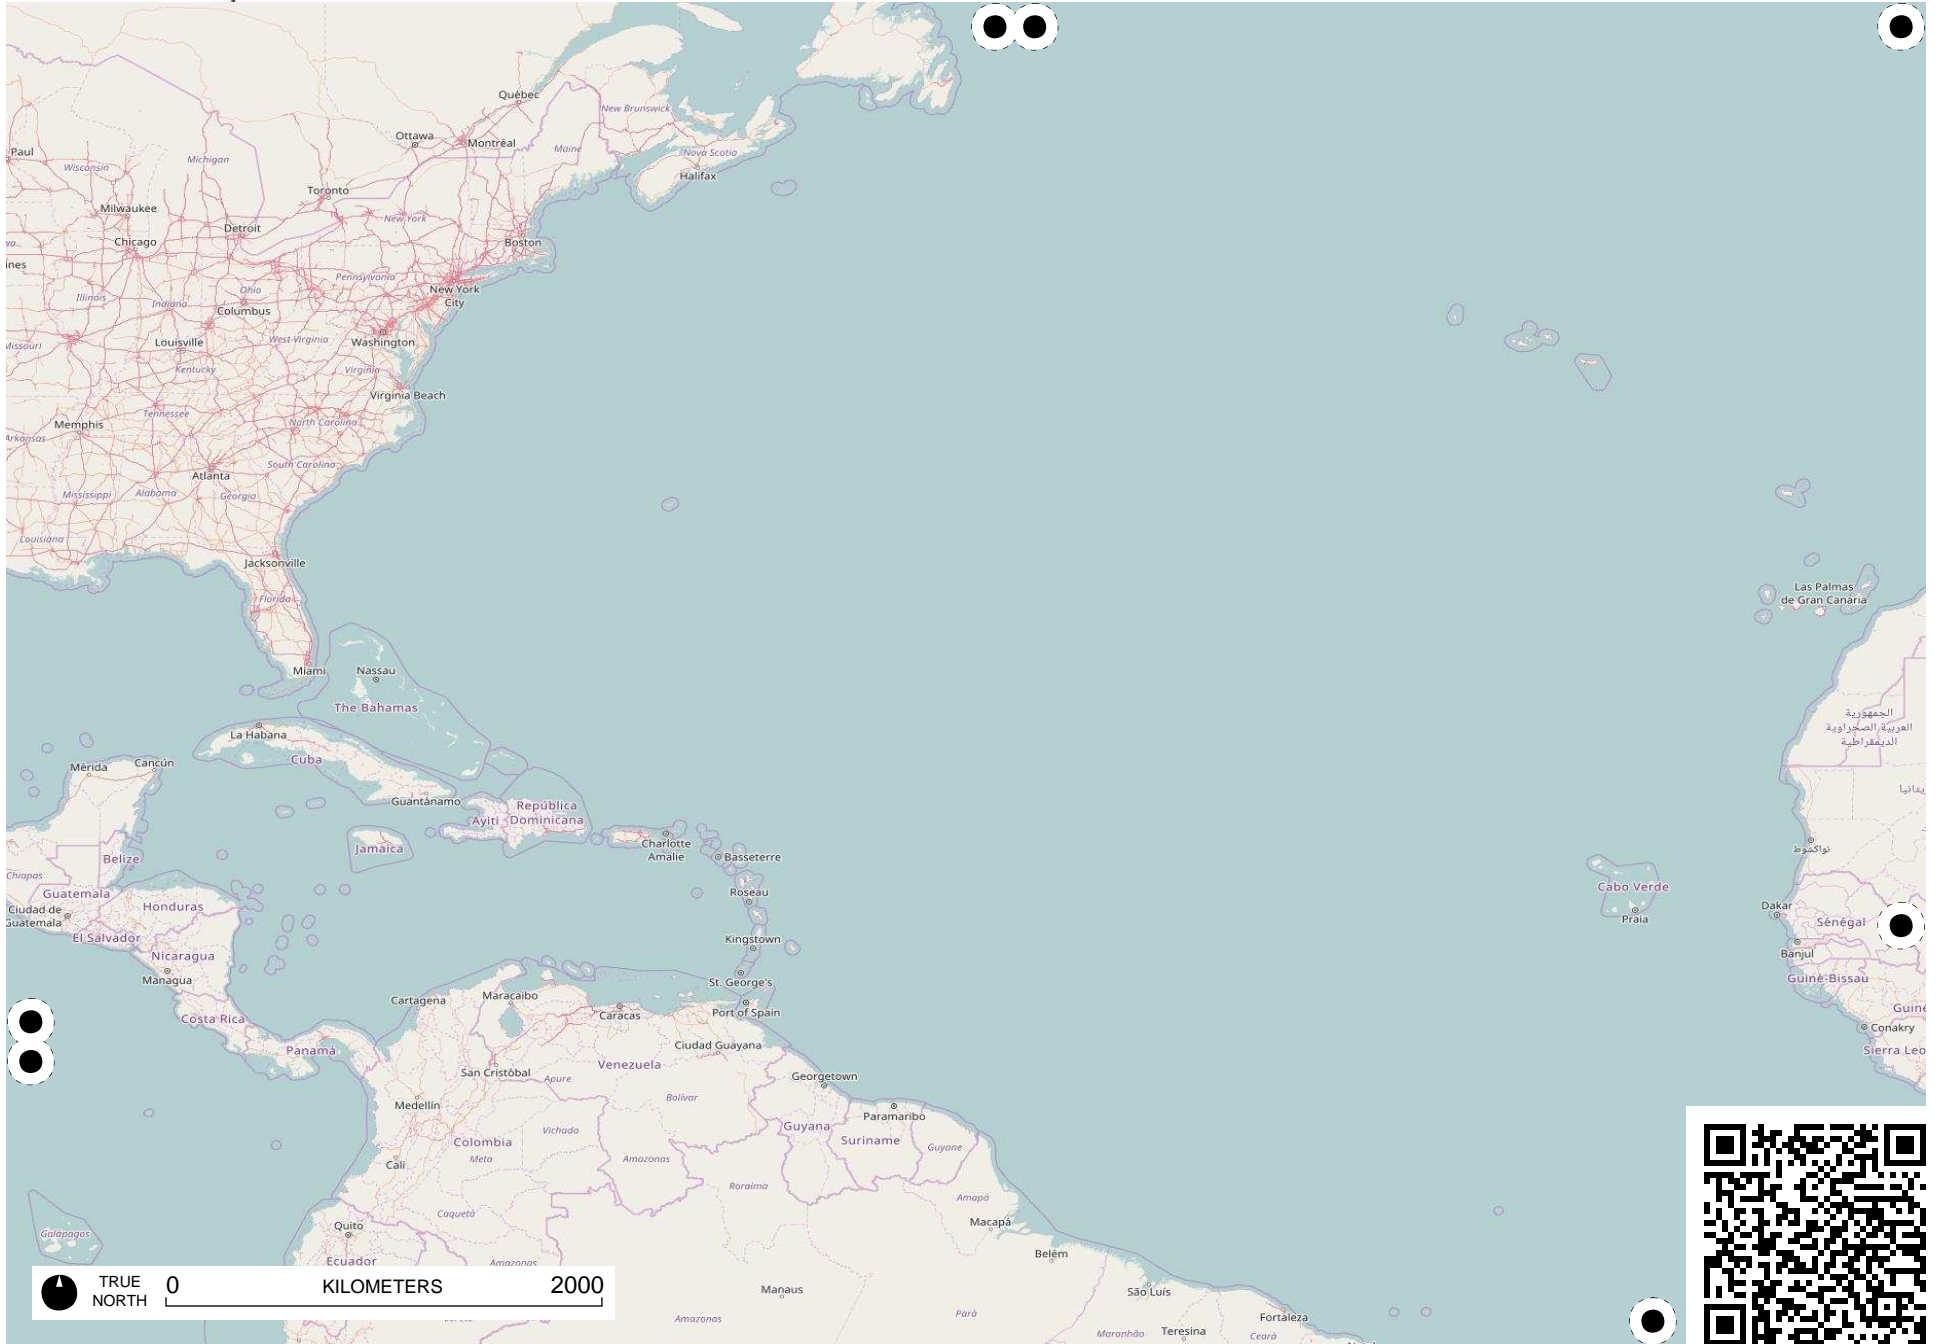 Québec
New Brunswick
Ottawa
Montréal
Maine
Paul
Wisconsin
Michigan
Nova Scotia
Halifax
Toronto
Milwaukee
New York
Detroit
Chicago
Boston
ines
Pennsylvania
New York
City
Illinois
Indiana
Ohio
Columbus
Missouri
Louisville
West Virginia
Washington
Kentucky
Virginia
Virginia Beach
Tennessee
Memphis
North Carolina
Arkansas
South Carolina
Atlanta
Mississippi
Alabama
Georgia
Louisiana
Jacksonville
Florida
Las Palmas
de Gran Canaria
Miami
Nassau
The Bahamas
الجمهورية
العربية الصحراوية
الديمقراطية
La Habana
Cuba
Mérida
Cancún
Guantánamo
República
Dominicana
Ayiti
Jamaica
Charlotte
Amalie
Basseterre
نواكشوط
Belize
Chiapas
Guatemala
Roseau
Cabo Verde
Praia
Honduras
Ciudad de
Guatemala
Dakar
Sénégal
El Salvador
Kingstown
Nicaragua
Banjul
Managua
St. George's
Guiné-Bissau
Cartagena
Maracaibo
Caracas
Port of Spain
Guiné
Costa Rica
Conakry
Panamá
Ciudad Guayana
Sierra Leo
Venezuela
San Cristóbal
Apure
Georgetown
Medellín
Bolívar
Paramaribo
Guyana
Suriname
Guyane
Vichada
Colombia
Meta
Cali
Amazonas
Roraima
Amapá
Macapá
Caquetá
Quito
Galápagos
Ecuador
Amazonas
Belém
TRUE
NORTH
0 KILOMETERS 2000
Manaus
São Luís
Amazonas
Pará
Fortaleza
Maranhão
Teresina
Ceará